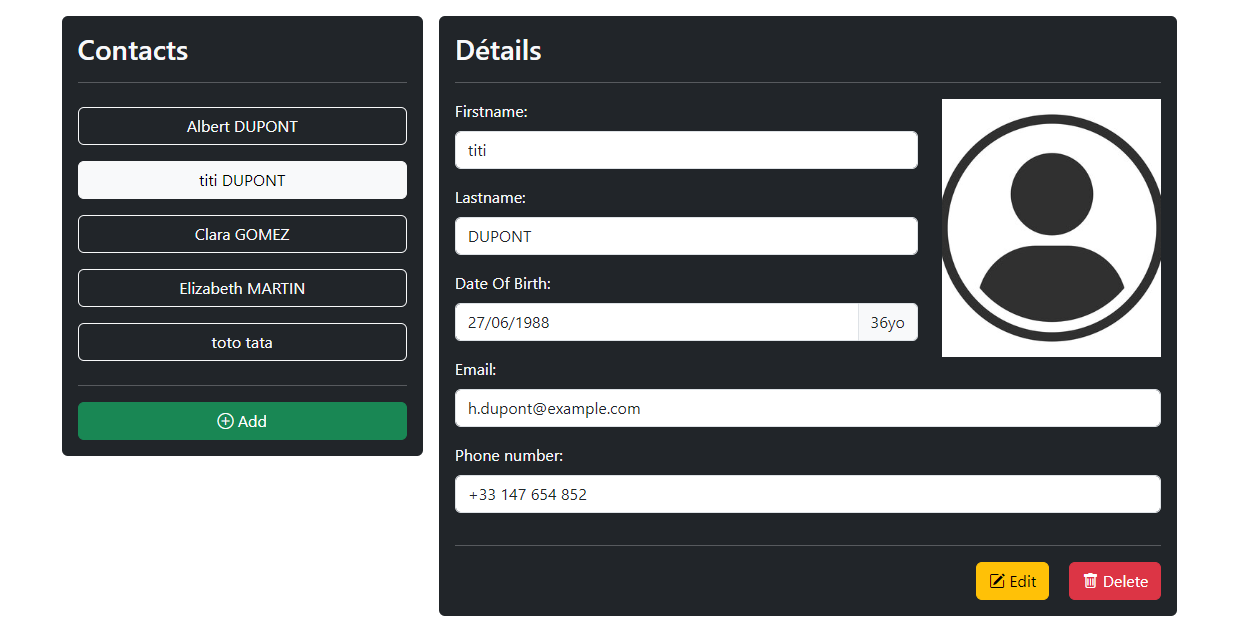 Contacts
Albert DUPONT
titi DUPONT
Clara GOMEZ
Elizabeth MARTIN
toto tata
Add
Détails
Firstname:
titi
Lastname:
DUPONT
Date Of Birth:
27/06/1988 36yo
Email:
h.dupont@example.com
Phone number:
+33 147 654 852
Edit Delete